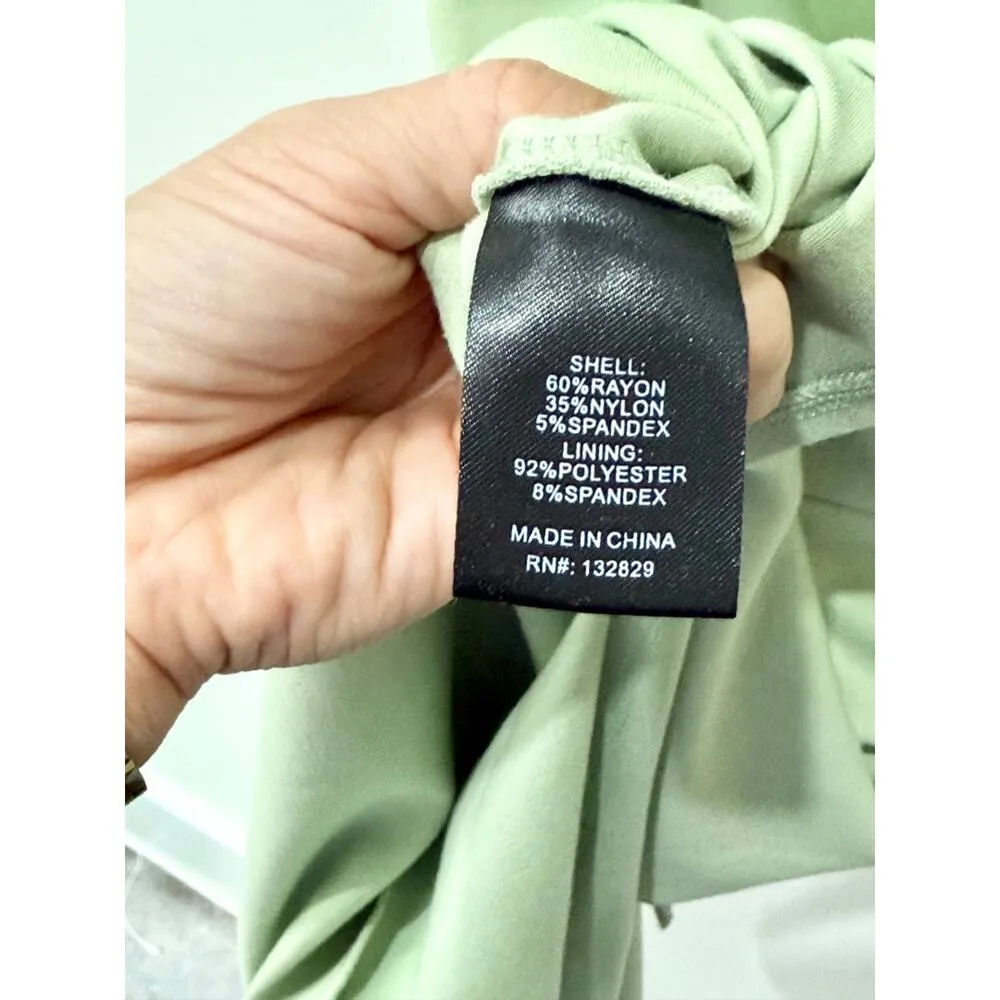 SHELL:
60%RAYON
35%NYLON
5%SPANDEX
LINING:
92%POLYESTER
8%SPANDEX
MADE IN CHINA
RN#: 132829